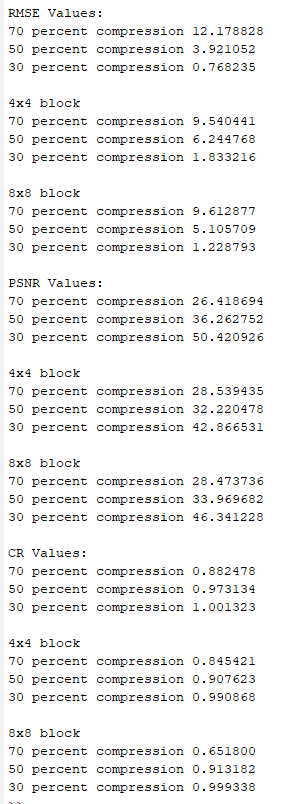 RMSE Values:
70 percent compression 12.178828
50 percent compression 3.921052
30 percent compression 0.768235
4x4 block
70 percent compression 9.540441
50 percent compression 6.244768
30 percent compression 1.833216
8x8 block
70 percent compression 9.612877
50 percent compression 5.105709
30 percent compression 1.228793
PSNR Values:
70 percent compression 26.418694
50 percent compression 36.262752
30 percent compression 50.420926
4x4 block
70 percent compression 28.539435
50 percent compression 32.220478
30 percent compression 42.866531
8x8 block
70 percent compression 28.473736
50 percent compression 33.969682
30 percent compression 46.341228
CR Values:
70 percent compression 0.882478
50 percent compression 0.973134
30 percent compression 1.001323
4x4 block
70 percent compression 0.845421
50 percent compression 0.907623
30 percent compression 0.990868
8x8 block
70 percent compression 0.651800
50 percent compression 0.913182
30 percent compression 0.999338
>>